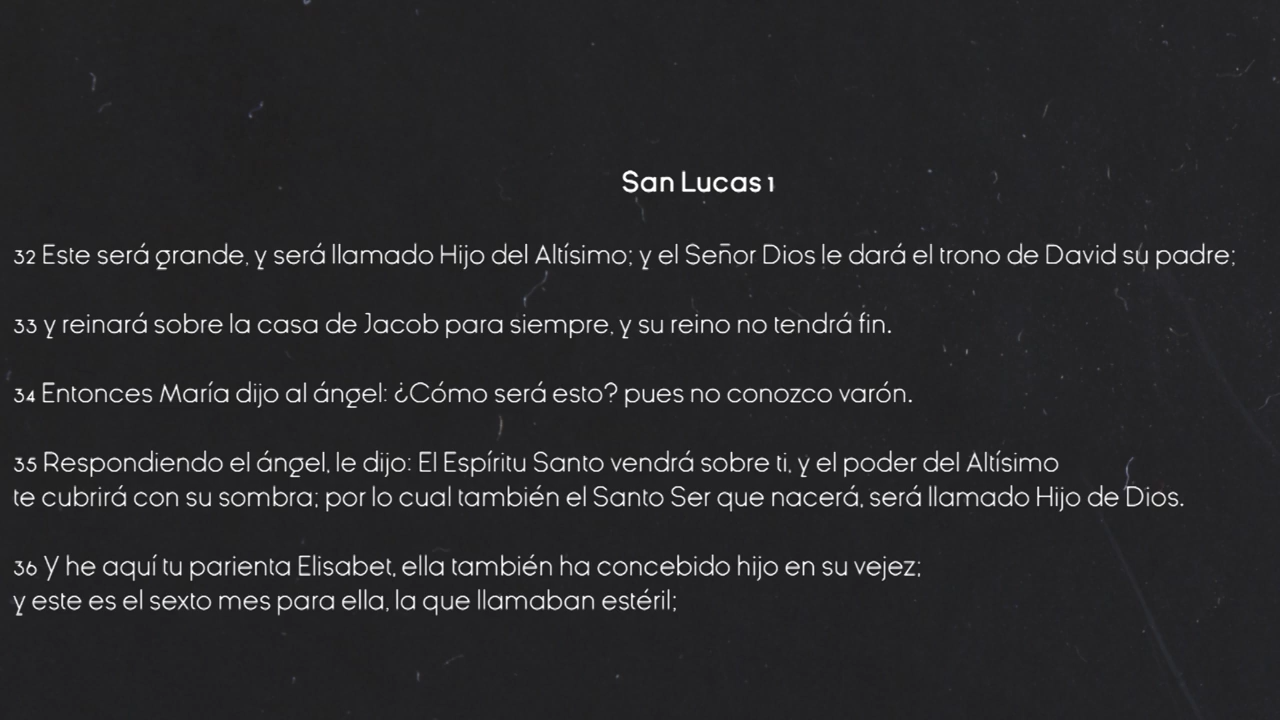 San Lucas 1
32 Este será grande, y será llamado Hijo del Altísimo; y el Señor Dios le dará el trono de David su padre;
33 y reinará sobre la casa de Jacob para siempre, y su reino no tendrá fin.
34 Entonces María dijo al ángel: ¿Cómo será esto? pues no conozco varón.
35 Respondiendo el ángel, le dijo: El Espíritu Santo vendrá sobre ti, y el poder del Altísimo
te cubrirá con su sombra; por lo cual también el Santo Ser que nacerá, será llamado Hijo de Dios.
36 Y he aquí tu parienta Elisabet, ella también ha concebido hijo en su vejez;
y este es el sexto mes para ella, la que llamaban estéril;